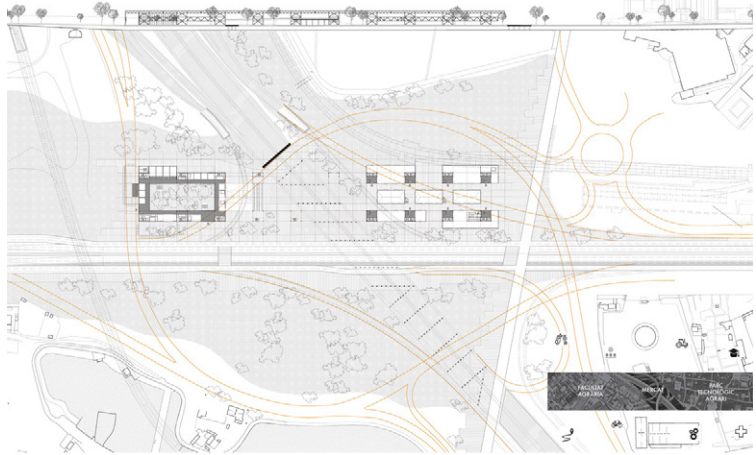 FACULTAT
AGRÀRIA
MERCAT
PARC
TECNOLÒGIC
AGRARI